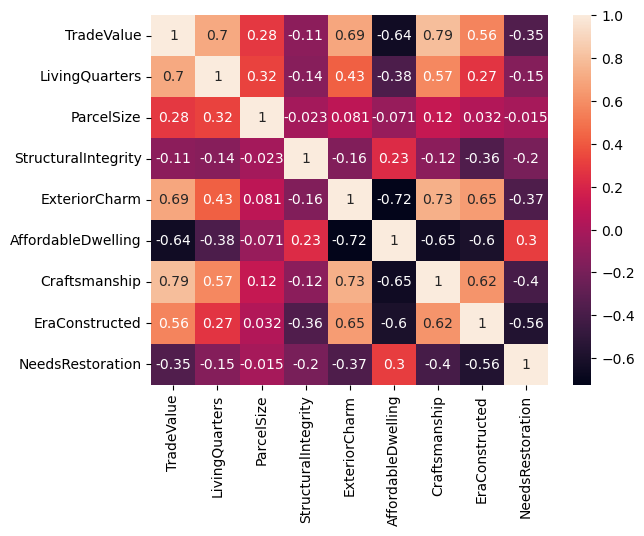 TradeValue 1 0.7 0.28 -0.11 0.69 -0.64 0.79 0.56 -0.35
LivingQuarters 0.7 1 0.32 -0.14 0.43 -0.38 0.57 0.27 -0.15
ParcelSize 0.28 0.32 1 -0.023 0.081 -0.071 0.12 0.032 -0.015
StructuralIntegrity -0.11 -0.14 -0.023 1 -0.16 0.23 -0.12 -0.36 -0.2
ExteriorCharm 0.69 0.43 0.081 -0.16 1 -0.72 0.73 0.65 -0.37
AffordableDwelling -0.64 -0.38 -0.071 0.23 -0.72 1 -0.65 -0.6 0.3
Craftsmanship 0.79 0.57 0.12 -0.12 0.73 -0.65 1 0.62 -0.4
EraConstructed 0.56 0.27 0.032 -0.36 0.65 -0.6 0.62 1 -0.56
NeedsRestoration -0.35 -0.15 -0.015 -0.2 -0.37 0.3 -0.4 -0.56 1
TradeValue
LivingQuarters
ParcelSize
StructuralIntegrity
ExteriorCharm
AffordableDwelling
Craftsmanship
EraConstructed
NeedsRestoration
1.0
0.8
0.6
0.4
0.2
0.0
−0.2
−0.4
−0.6